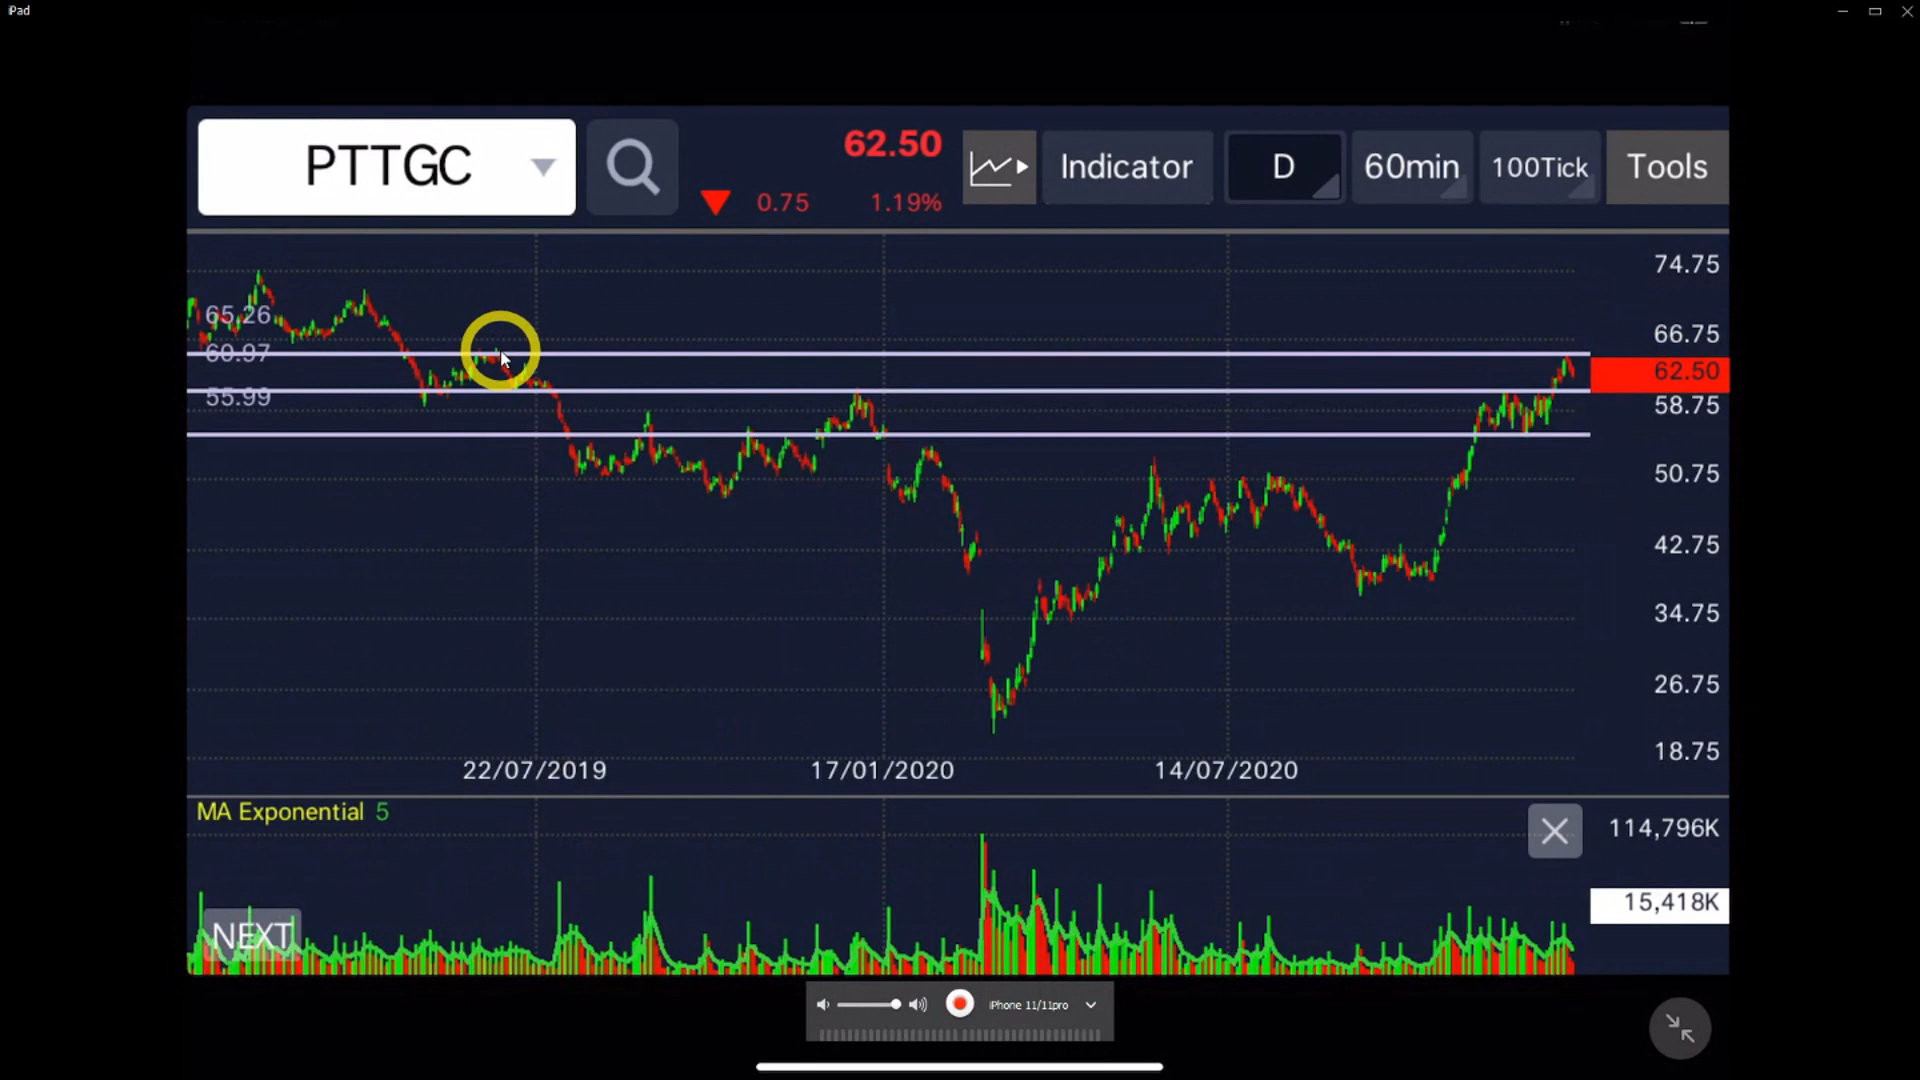 iPad
PTTGC
62.50
0.75 1.19%
Indicator
D
60min
100Tick
Tools
74.75
65.26
66.75
60.97
62.50
55.99
58.75
50.75
42.75
34.75
26.75
18.75
22/07/2019 17/01/2020 14/07/2020
MA Exponential 5
114,796K
15,418K
NEXT
iPhone 11/11pro